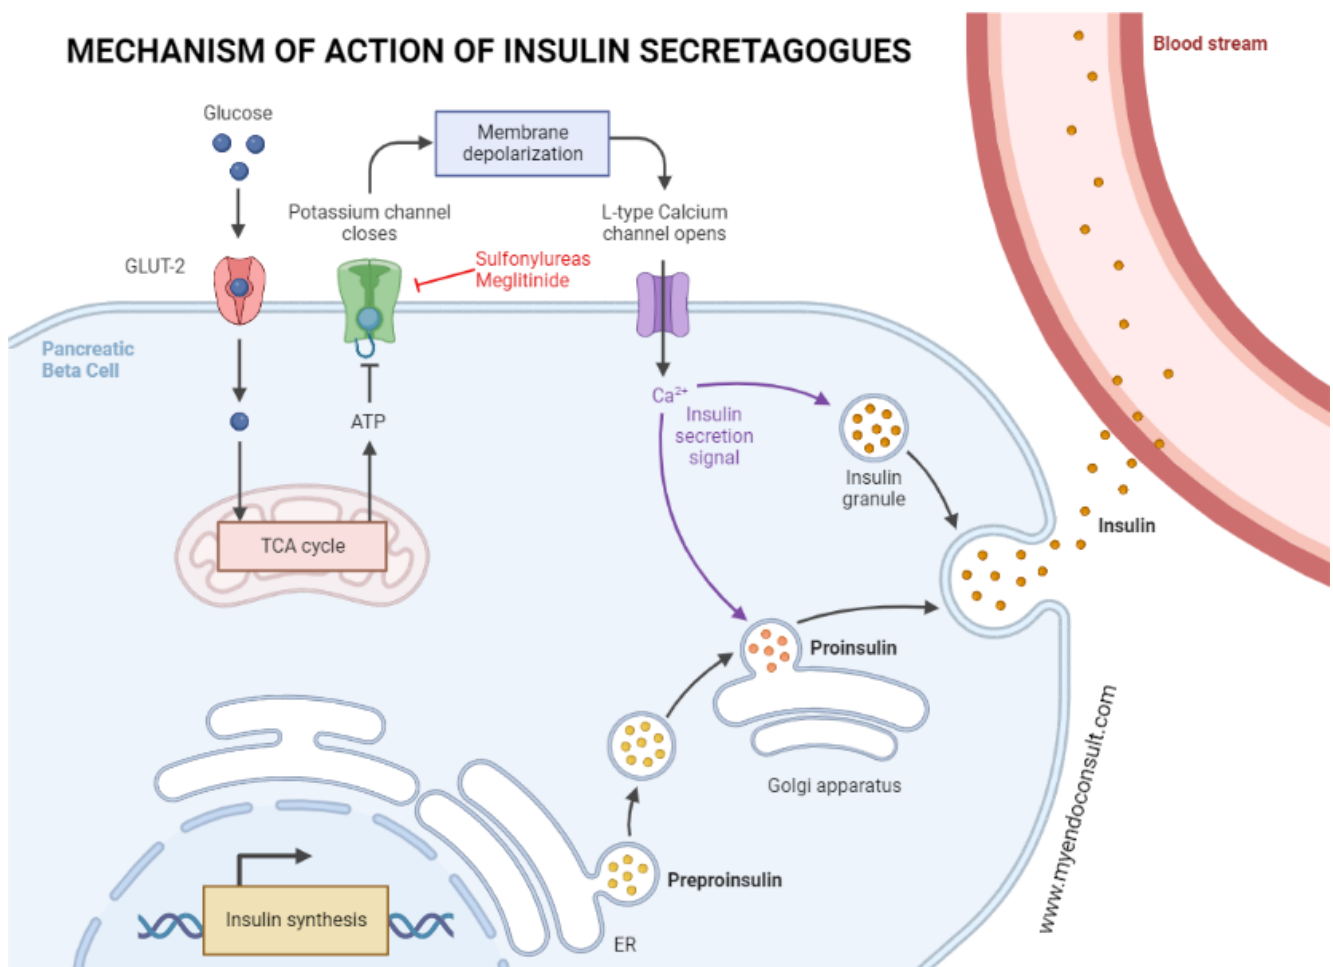 MECHANISM OF ACTION OF INSULIN SECRETAGOGUES
Blood stream
Glucose
Membrane
depolarization
Potassium channel
closes
L-type Calcium
channel opens
GLUT-2
Sulfonylureas
Meglitinide
Pancreatic
Beta Cell
ATP
Ca²⁺
Insulin
secretion
signal
Insulin
granule
TCA cycle
Insulin
Proinsulin
Golgi apparatus
Preproinsulin
Insulin synthesis
ER
www.myendoconsult.com